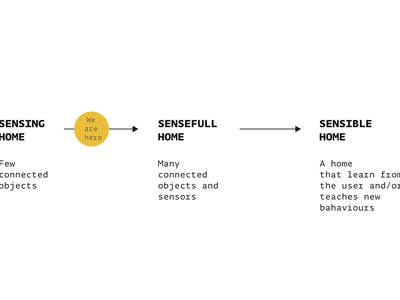 SENSING
HOME
Few
connected
objects
We
are
here
SENSEFULL
HOME
Many
connected
objects and
sensors
SENSIBLE
HOME
A home
that learn from
the user and/or
teaches new
bahaviours